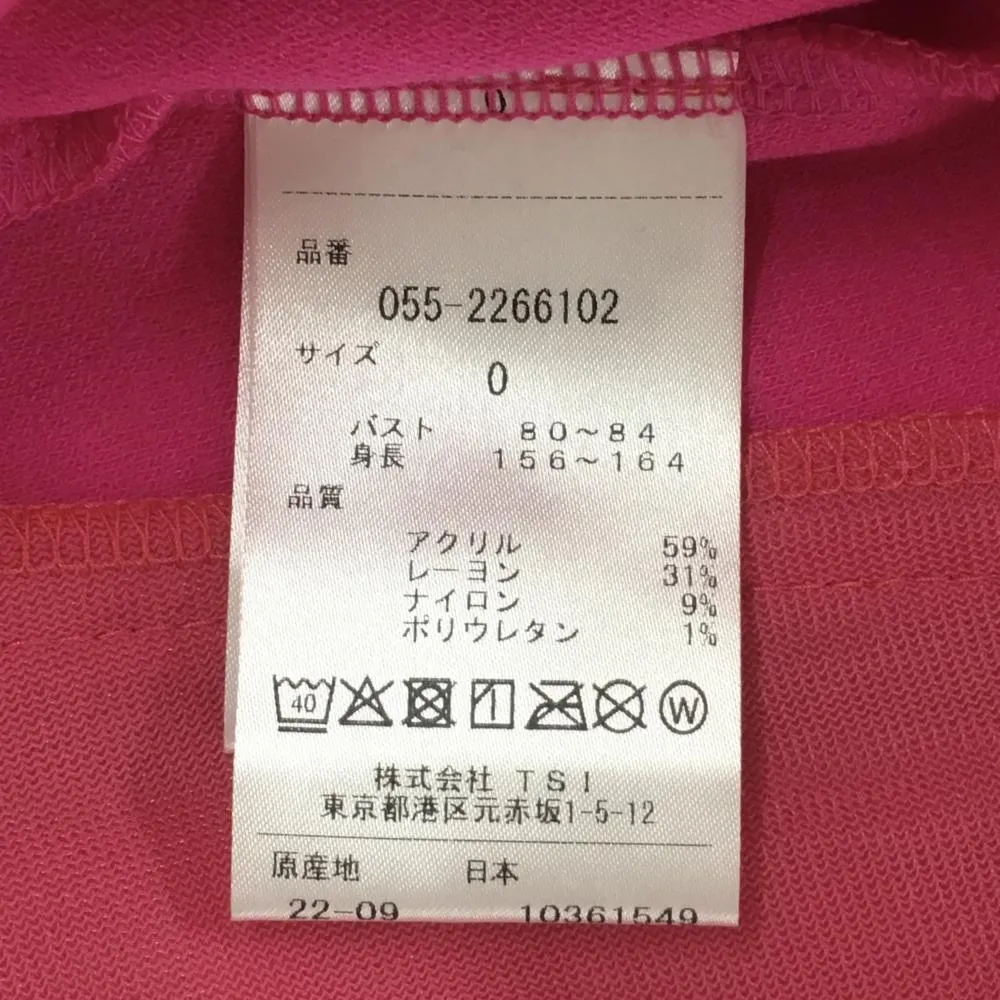 0
品番
055-2266102
サイズ
0
バスト 80～84
身長 156～164
品質
アクリル 59%
レーヨン 31%
ナイロン 9%
ポリウレタン 1%
40 W
株式会社 TSI
東京都港区元赤坂1-5-12
原産地 日本
22-09 10361549